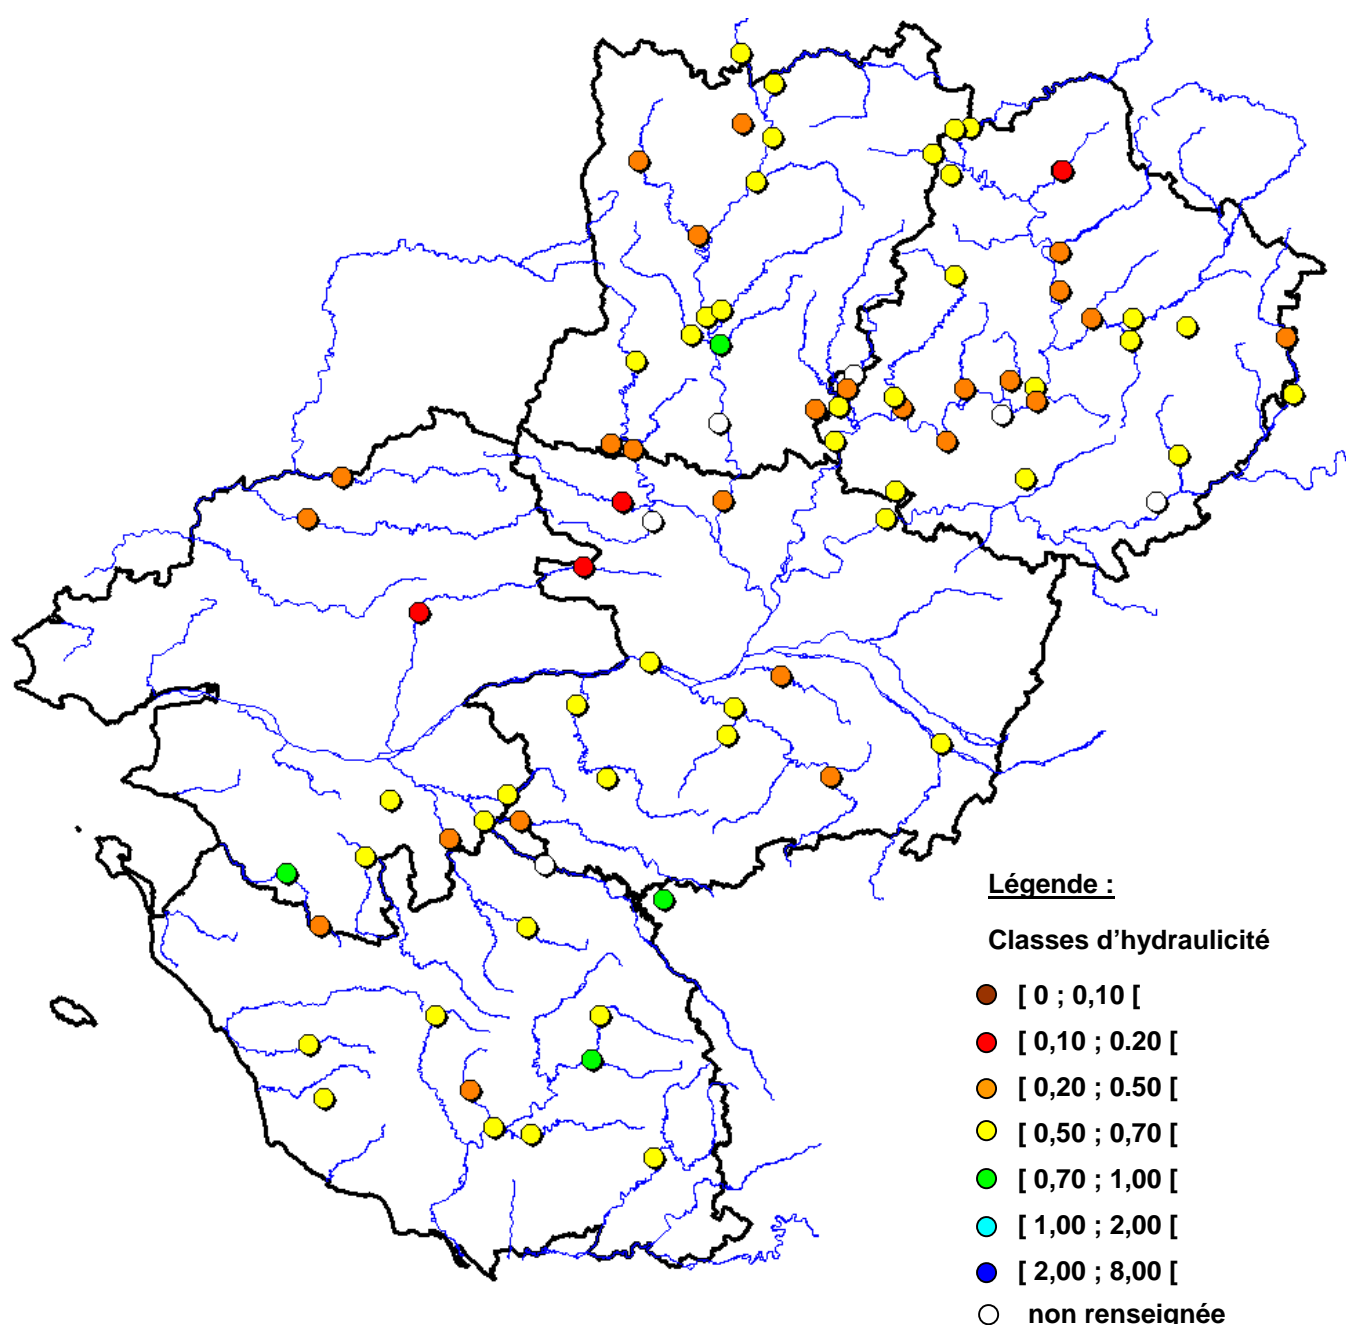 Légende :
Classes d’hydraulicité
[ 0 ; 0,10 [
[ 0,10 ; 0.20 [
[ 0,20 ; 0.50 [
[ 0,50 ; 0,70 [
[ 0,70 ; 1,00 [
[ 1,00 ; 2,00 [
[ 2,00 ; 8,00 [
non renseignée